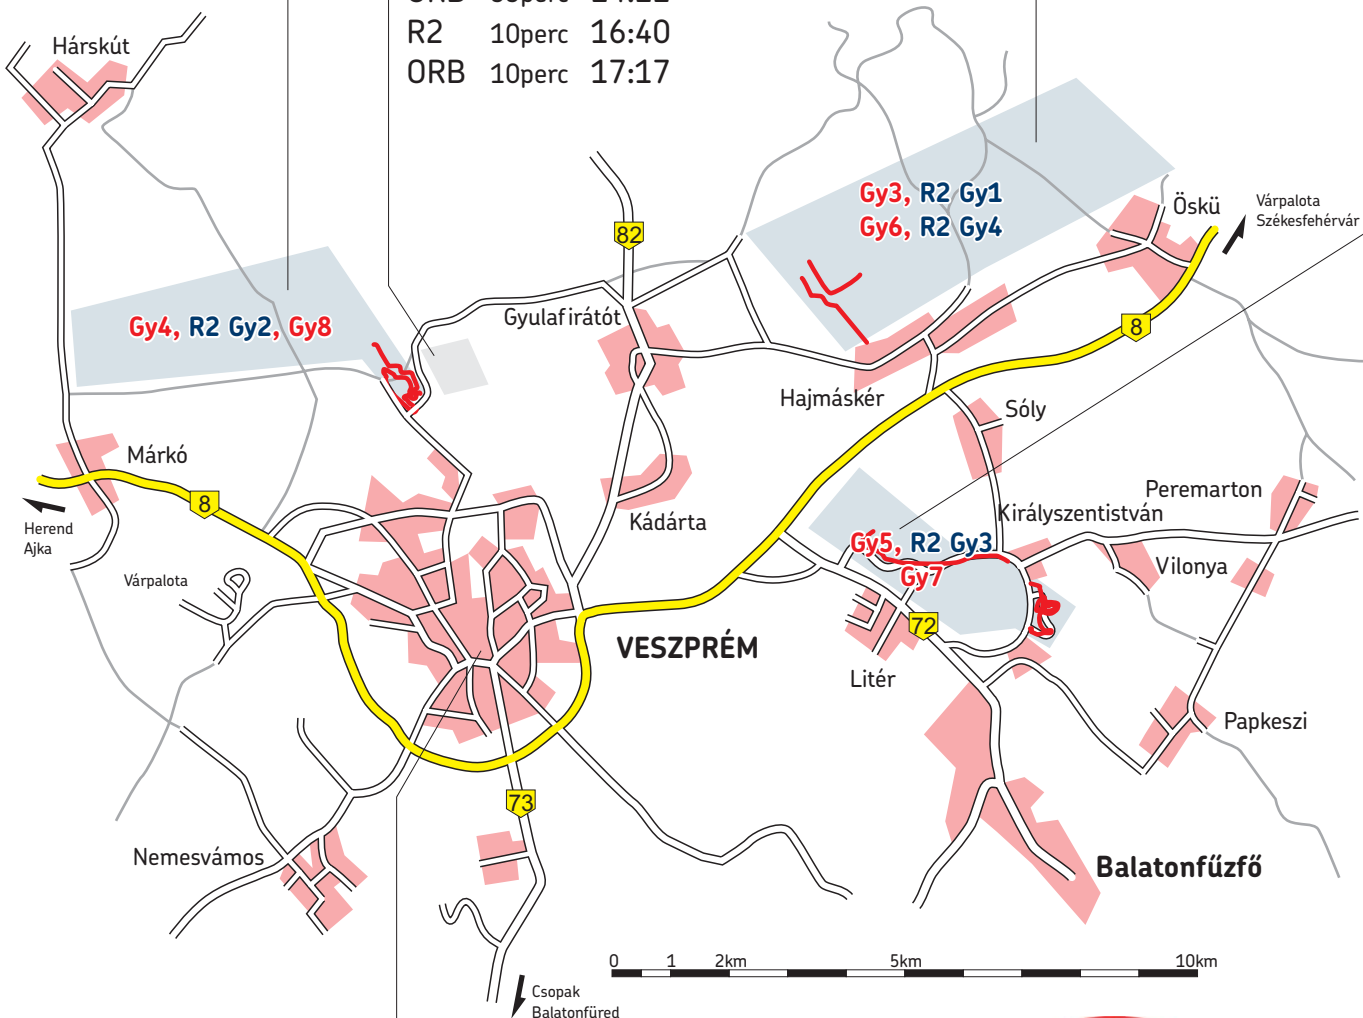 R2 10perc 16:40
ORB 10perc 17:17
Hárskút
82
Gy3, R2 Gy1
Gy6, R2 Gy4
Öskü
Várpalota
Székesfehérvár
Gyulafirátót
Gy4, R2 Gy2, Gy8
8
Hajmáskér
Sóly
Márkó
8
Herend
Ajka
Kádárta
Peremarton
Királyszentistván
Gy5, R2 Gy3
Gy7
Vilonya
Várpalota
72
VESZPRÉM
Litér
Papkeszi
73
Nemesvámos
Balatonfűzfő
0 1 2km 5km 10km
Csopak
Balatonfüred